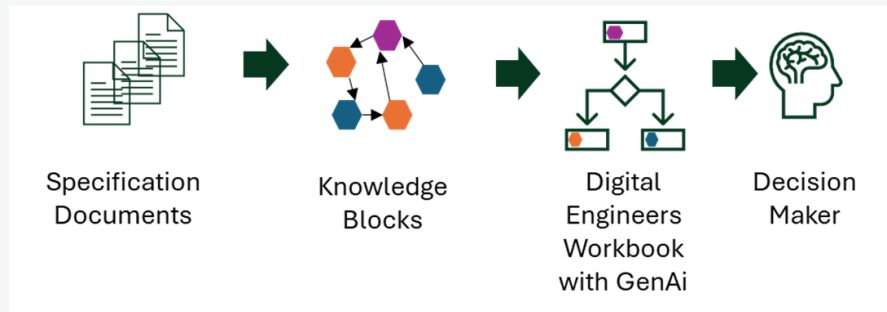 Specification
Documents
Knowledge
Blocks
Digital
Engineers
Workbook
with GenAi
Decision
Maker